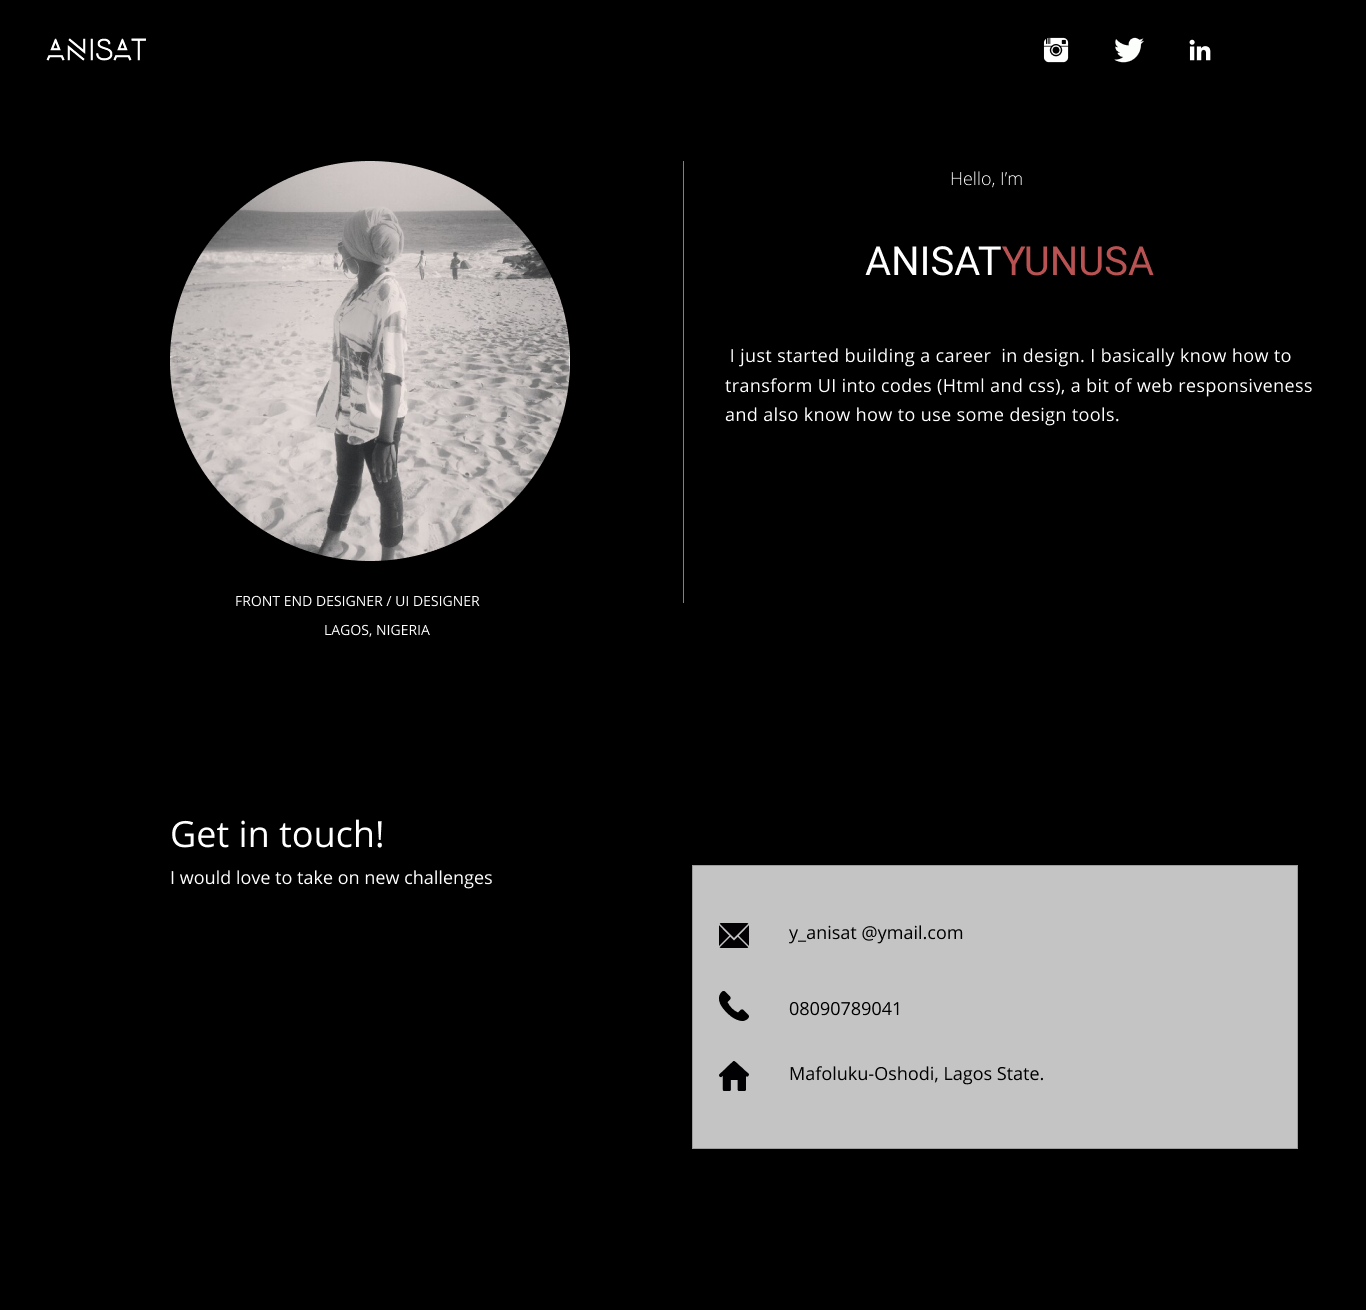 ANISAT
Hello, I'm
ANISATYUNUSA
I just started building a career  in design. I basically know how to
transform UI into codes (Html and css), a bit of web responsiveness
and also know how to use some design tools.
FRONT END DESIGNER / UI DESIGNER
LAGOS, NIGERIA
Get in touch!
I would love to take on new challenges
y_anisat @ymail.com
08090789041
Mafoluku-Oshodi, Lagos State.